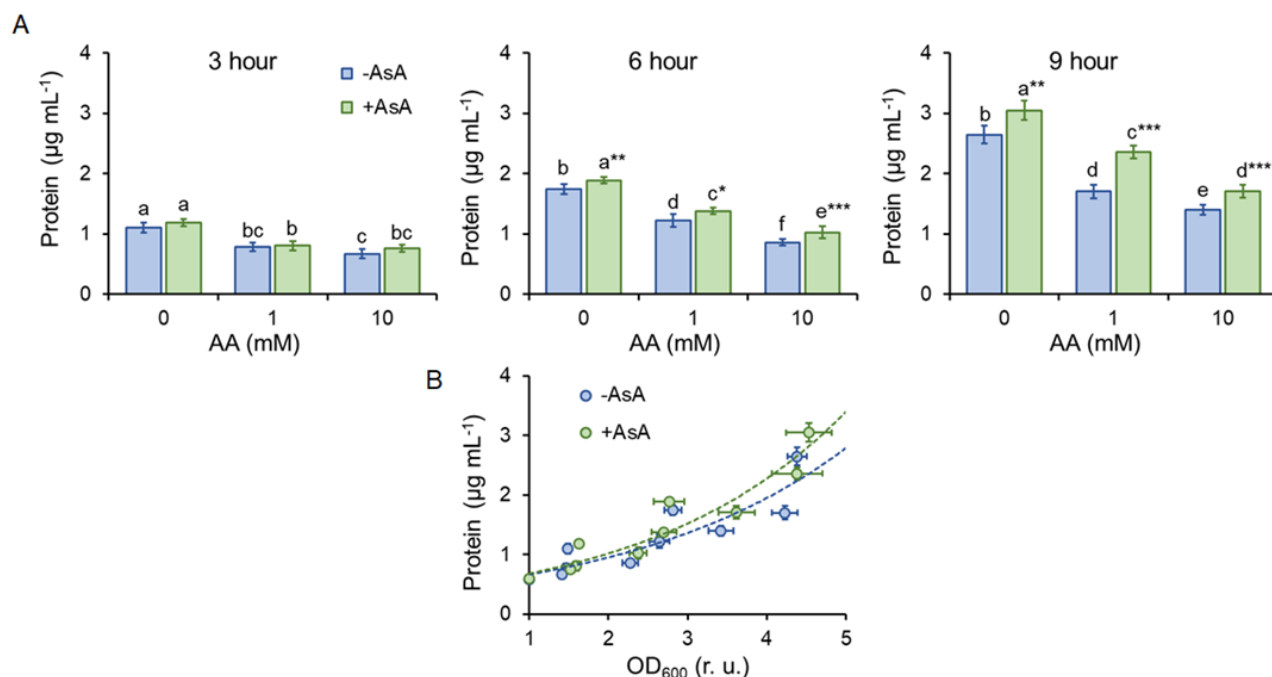 A
3 hour
-AsA
+AsA
Protein (µg mL⁻¹)
4
3
2
1
0
a
a
bc
b
c
bc
0
1
10
AA (mM)
6 hour
Protein (µg mL⁻¹)
4
3
2
1
0
b
a**
d
c*
f
e***
0
1
10
AA (mM)
9 hour
Protein (µg mL⁻¹)
4
3
2
1
0
b
a**
d
c***
e
d***
0
1
10
AA (mM)
B
-AsA
+AsA
Protein (µg mL⁻¹)
4
3
2
1
0
1
2
3
4
5
OD₆₀₀ (r. u.)